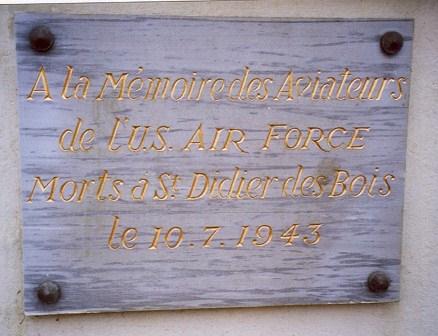 A la Mémoire des Aviateurs
de l'U.S. AIR FORCE
Morts à St Didier des Bois
le 10.7.1943